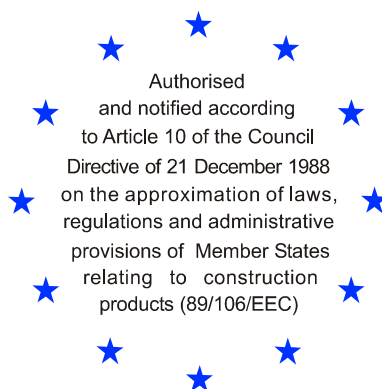 Authorised
and notified according
to Article 10 of the Council
Directive of 21 December 1988
on the approximation of laws,
regulations and administrative
provisions of Member States
relating to construction
products (89/106/EEC)